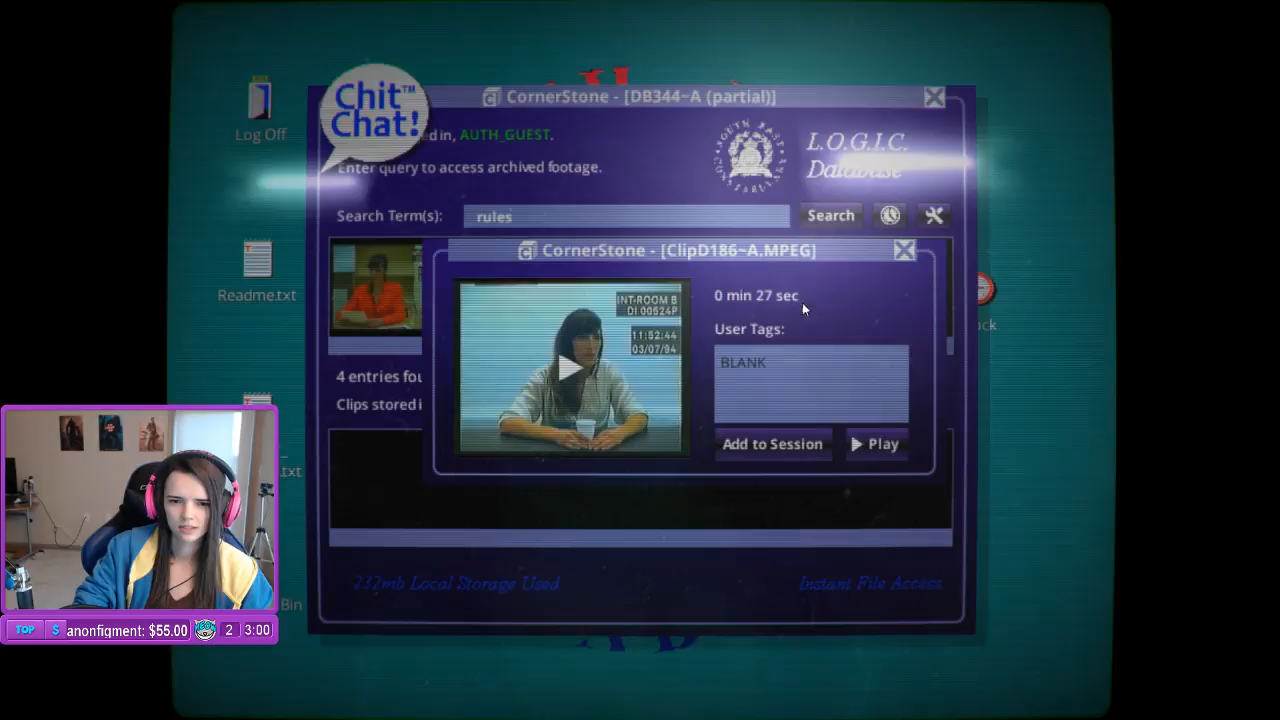 CornerStone - [DB344~A (partial)]
Chit™
Chat!
Log Off
ed in, AUTH_GUEST.
Enter query to access archived footage.
L.O.G.I.C.
Database
Search Term(s):
rules
Search
CornerStone - [ClipD186~A.MPEG]
Readme.txt
INT-ROOM B
DI 00524P
11:52:44
03/07/94
0 min 27 sec
User Tags:
BLANK
ck
4 entries fou
Clips stored i
Add to Session
Play
.txt
232mb Local Storage Used
Instant File Access
Bin
TOP
$
anonfigment: $55.00
2
3:00